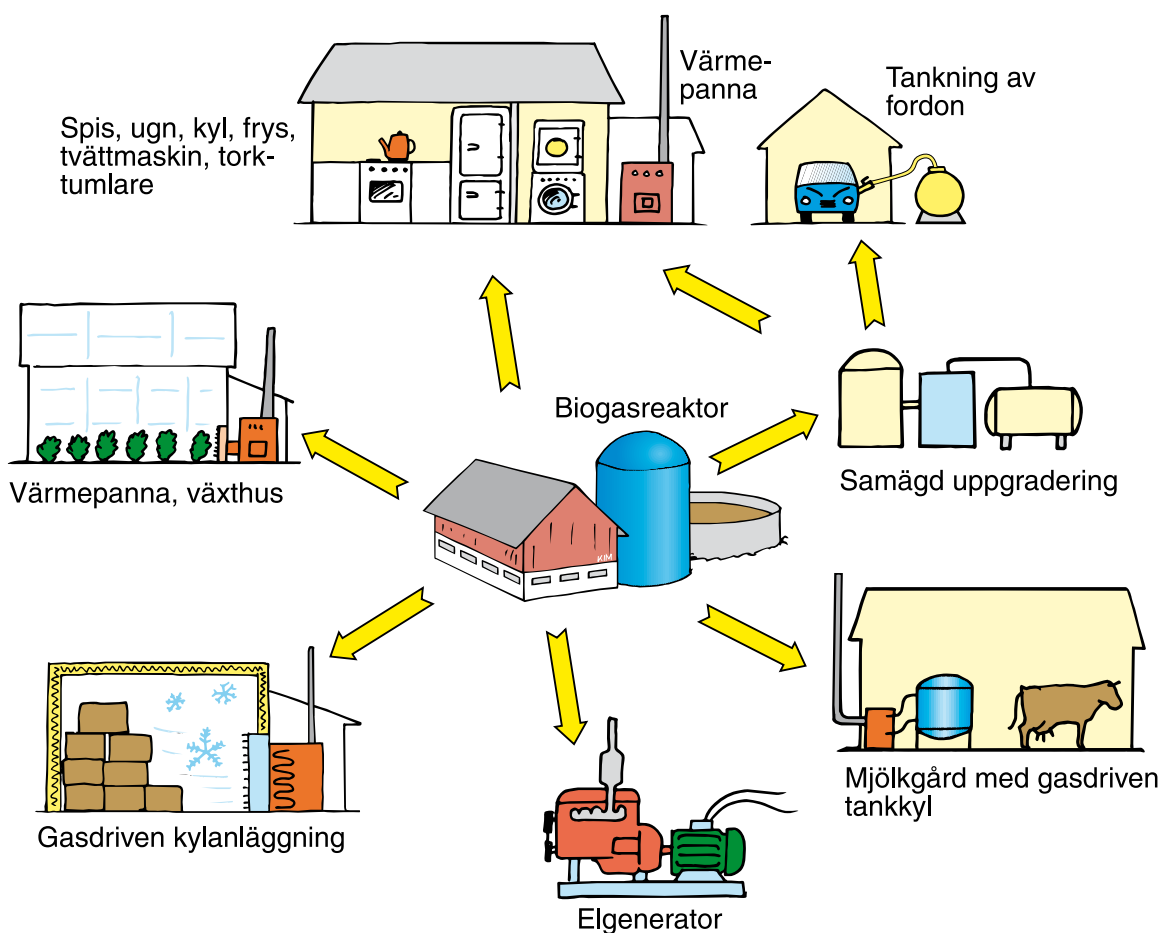 Värme-
panna
Tankning av
fordon
Spis, ugn, kyl, frys,
tvättmaskin, tork-
tumlare
Biogasreaktor
Värmepanna, växthus
Samägd uppgradering
KIM
Gasdriven kylanläggning
Mjölkgård med gasdriven
tankkyl
Elgenerator